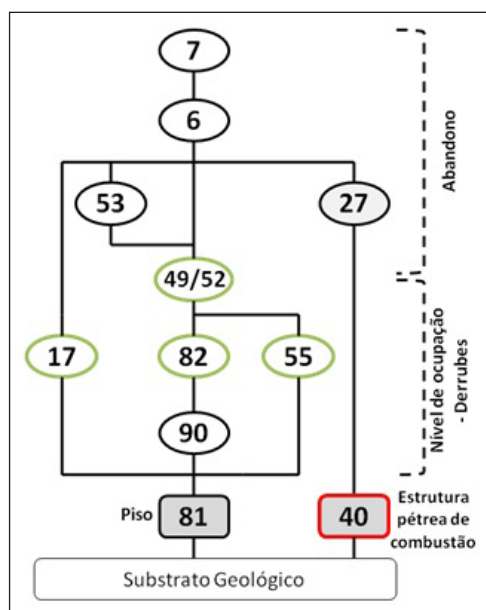 7
6
53
27
49/52
17
82
55
90
Piso
81
40
Estrutura
pétrea de
combustão
Substrato Geológico
Abandono
Nível de ocupação
- Derrubes